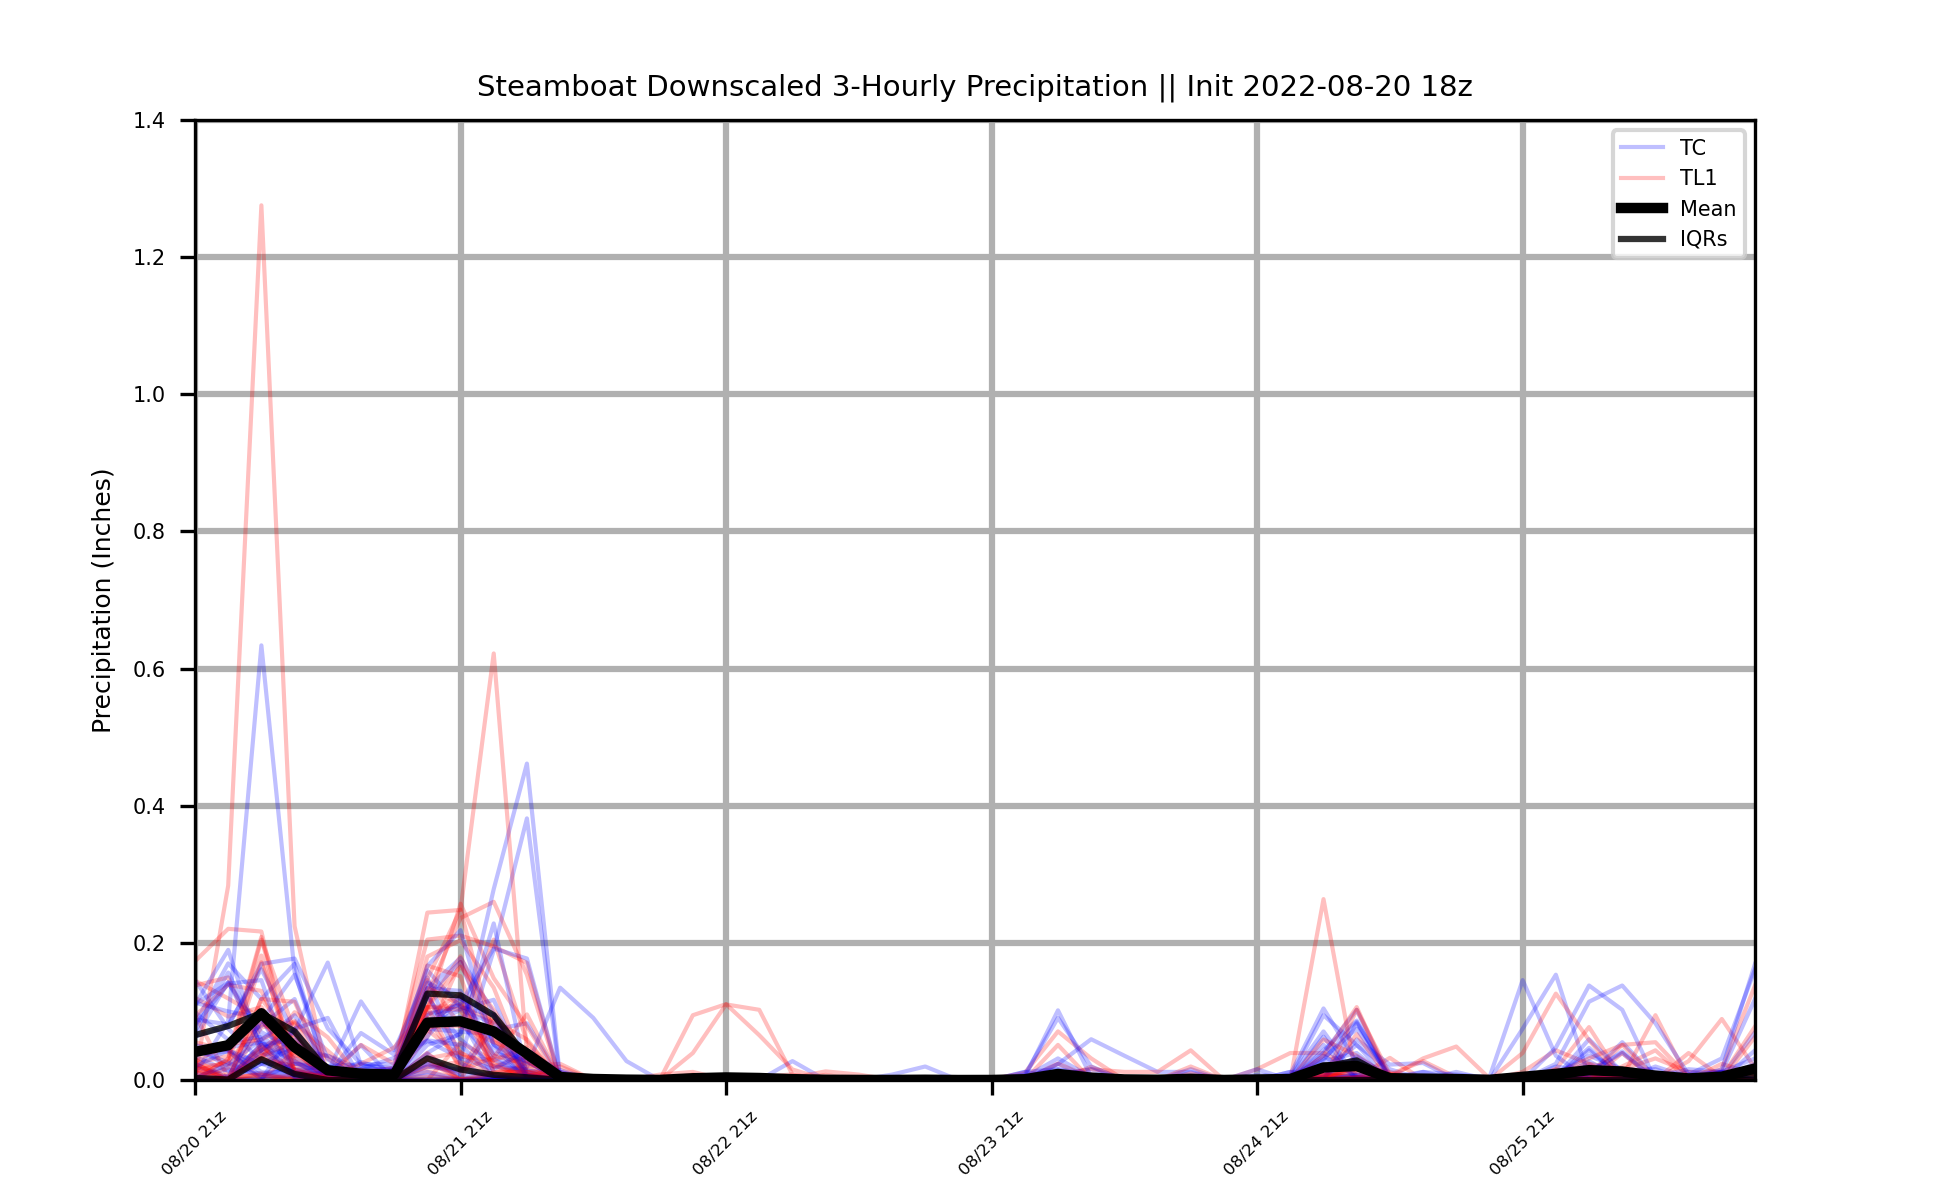 Steamboat Downscaled 3-Hourly Precipitation || Init 2022-08-20 18z
Precipitation (Inches)
1.4
1.2
1.0
0.8
0.6
0.4
0.2
0.0
TC
TL1
Mean
IQRs
08/20 21z
08/21 21z
08/22 21z
08/23 21z
08/24 21z
08/25 21z